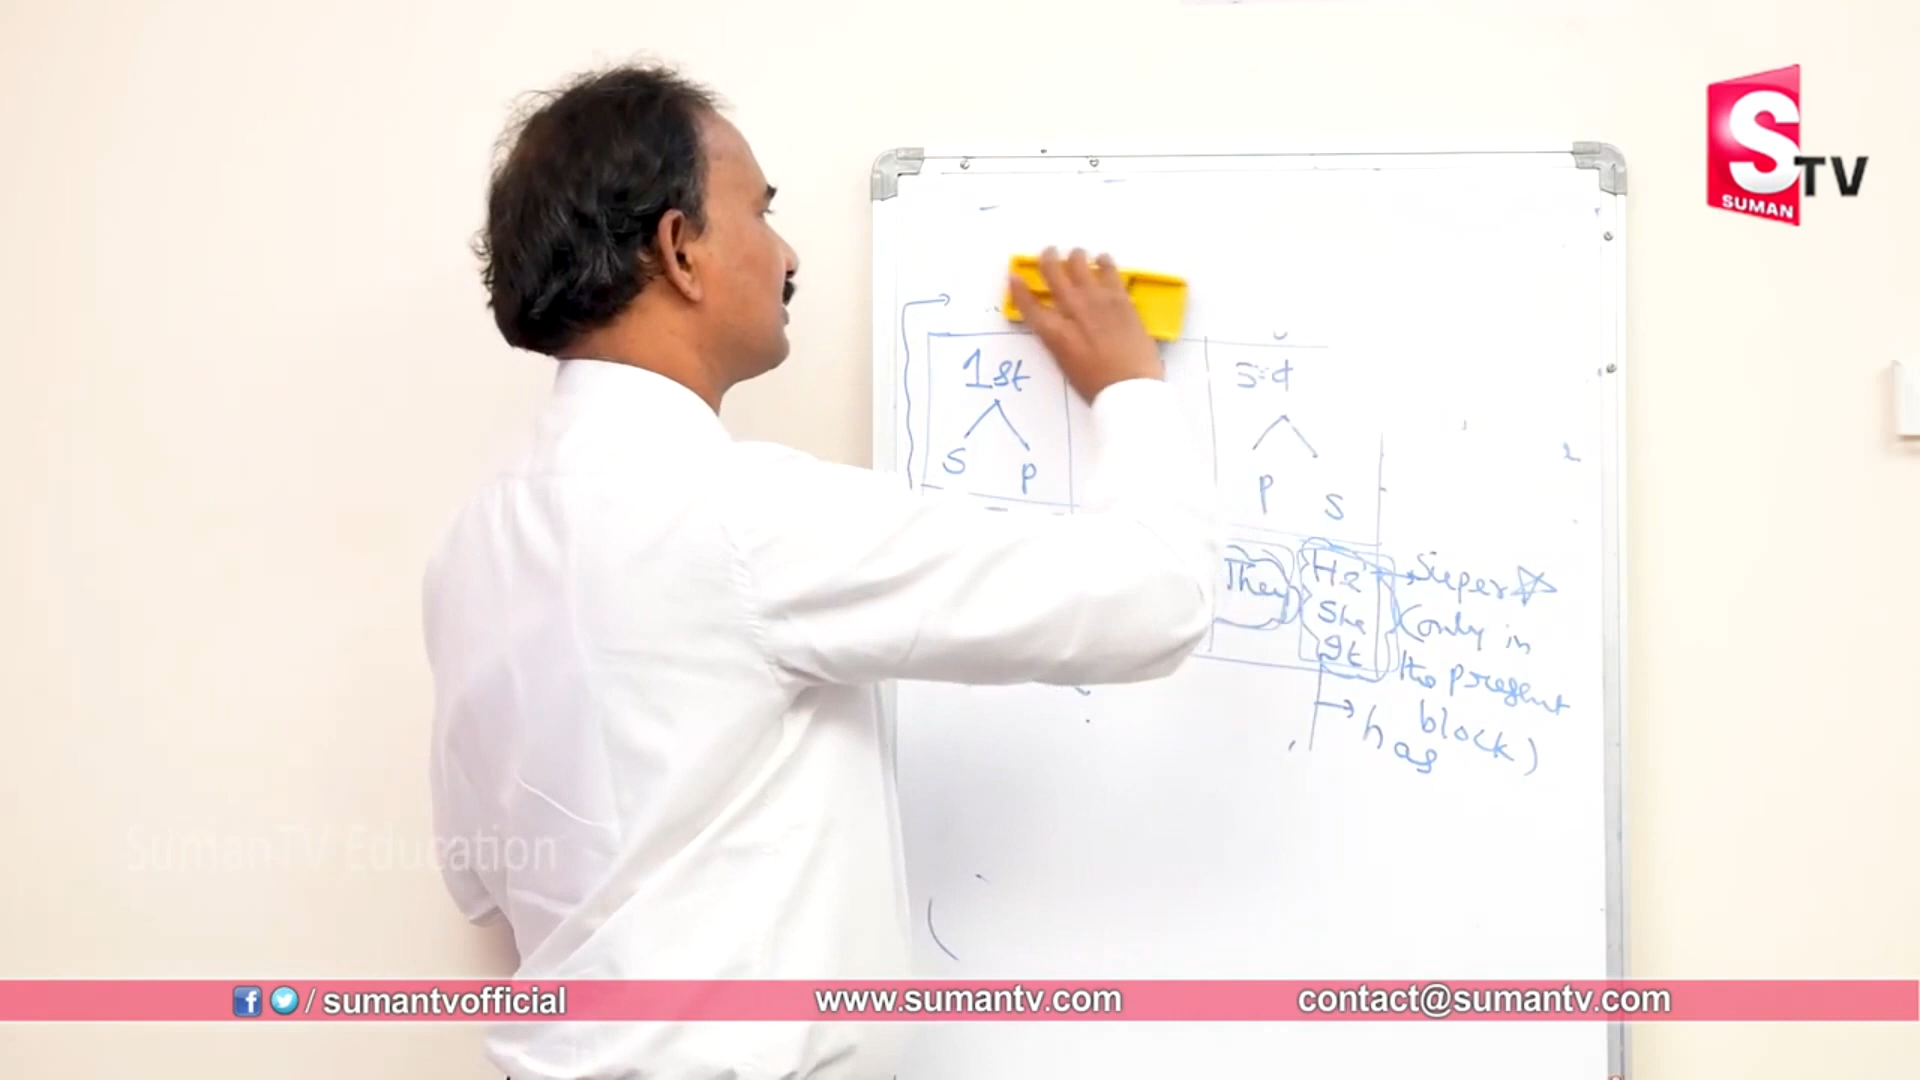 S TV
SUMAN
1st
S P
P S
They
He
She
It
Super
(only in
the present
block)
has
SumanTV Education
/ sumantvofficial
www.sumantv.com
contact@sumantv.com